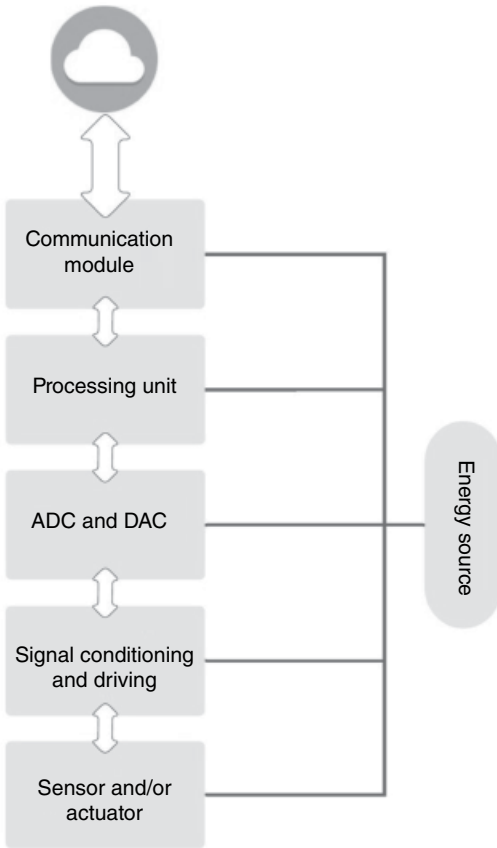 Communication
module
Processing unit
ADC and DAC
Signal conditioning
and driving
Sensor and/or
actuator
Energy source